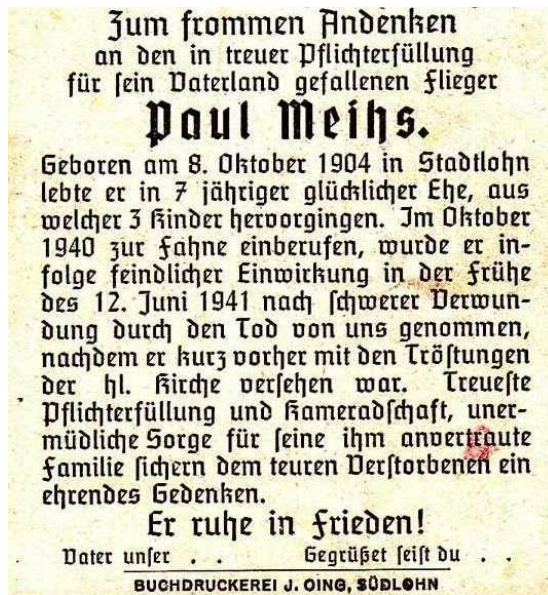 Zum frommen Andenken
an den in treuer Pflichterfüllung
für sein Vaterland gefallenen Flieger
Paul Meihs.
Geboren am 8. Oktober 1904 in Stadtlohn
lebte er in 7 jähriger glücklicher Ehe, aus
welcher 3 Kinder hervorgingen. Im Oktober
1940 zur Fahne einberufen, wurde er in-
folge feindlicher Einwirkung in der Frühe
des 12. Juni 1941 nach schwerer Verwun-
dung durch den Tod von uns genommen,
nachdem er kurz vorher mit den Tröstungen
der hl. Kirche versehen war. Treueste
Pflichterfüllung und Kameradschaft, uner-
müdliche Sorge für seine ihm anvertraute
Familie sichern dem teuren Verstorbenen ein
ehrendes Gedenken.
Er ruhe in Frieden!
Vater unser . . Gegrüßet seist du . .
BUCHDRUCKEREI J. OING, SÜDLOHN